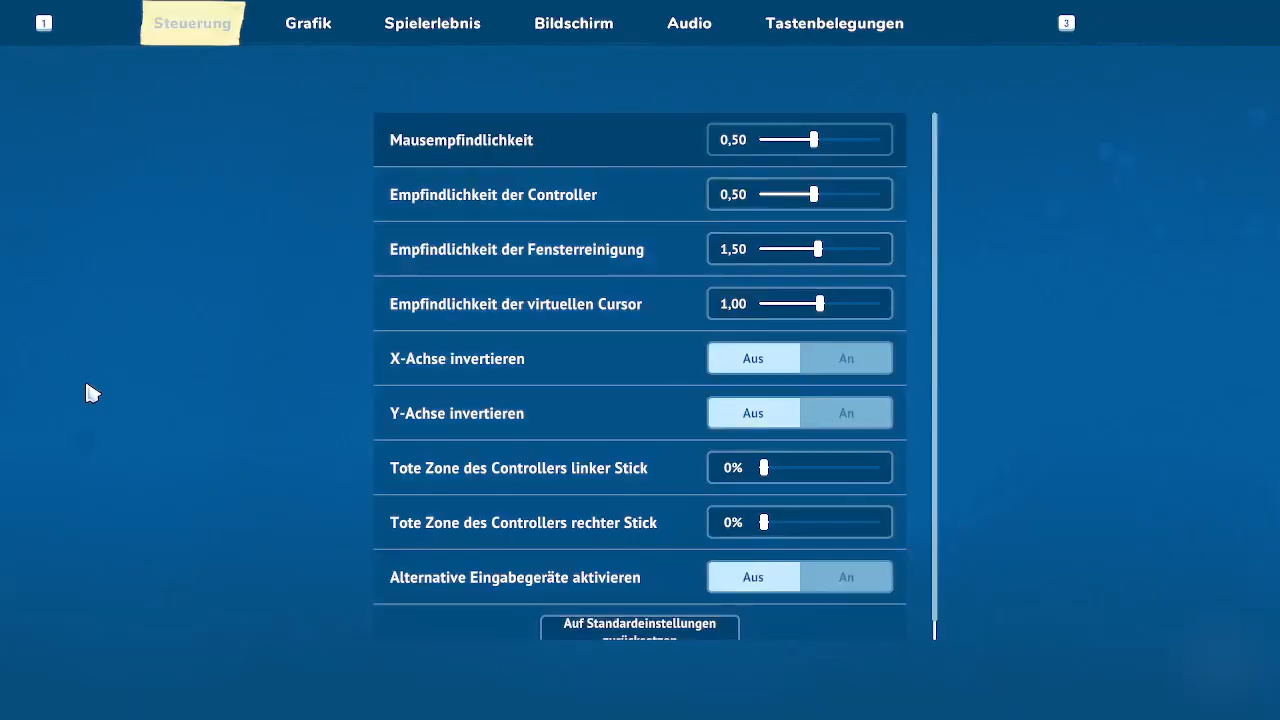 1 Steuerung Grafik Spielerlebnis Bildschirm Audio Tastenbelegungen 3
Mausempfindlichkeit 0,50
Empfindlichkeit der Controller 0,50
Empfindlichkeit der Fensterreinigung 1,50
Empfindlichkeit der virtuellen Cursor 1,00
X-Achse invertieren Aus An
Y-Achse invertieren Aus An
Tote Zone des Controllers linker Stick 0%
Tote Zone des Controllers rechter Stick 0%
Alternative Eingabegeräte aktivieren Aus An
Auf Standardeinstellungen
zurücksetzen